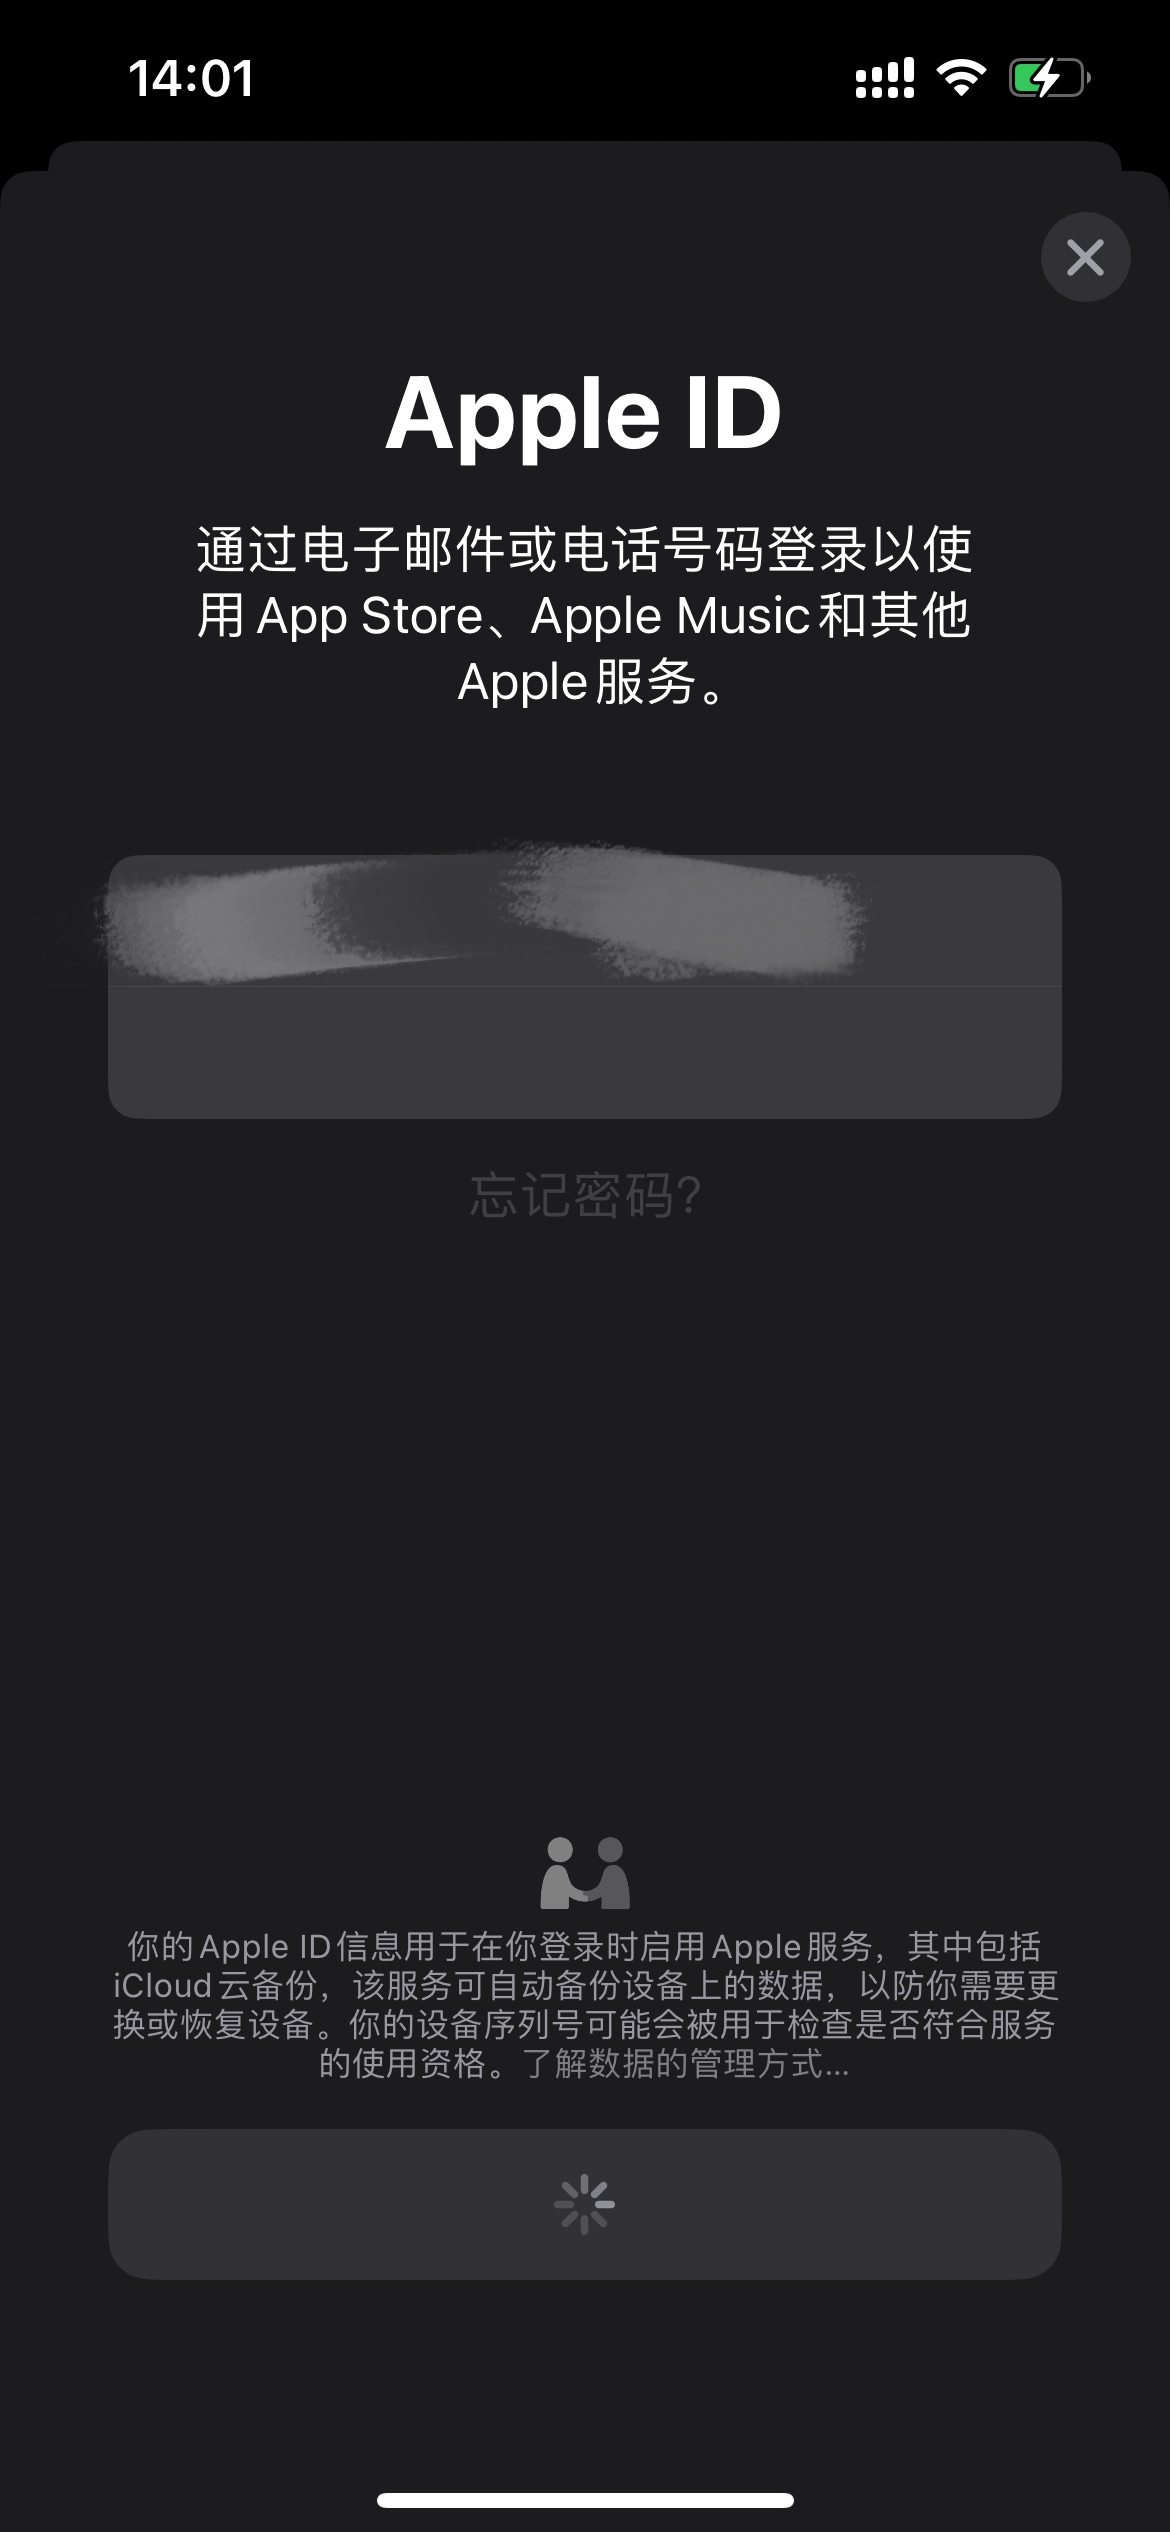 14:01
Apple ID
通过电子邮件或电话号码登录以使
用 App Store、Apple Music 和其他
Apple 服务。
忘记密码?
你的 Apple ID 信息用于在你登录时启用 Apple 服务，其中包括
iCloud 云备份，该服务可自动备份设备上的数据，以防你需要更
换或恢复设备。你的设备序列号可能会被用于检查是否符合服务
的使用资格。了解数据的管理方式...